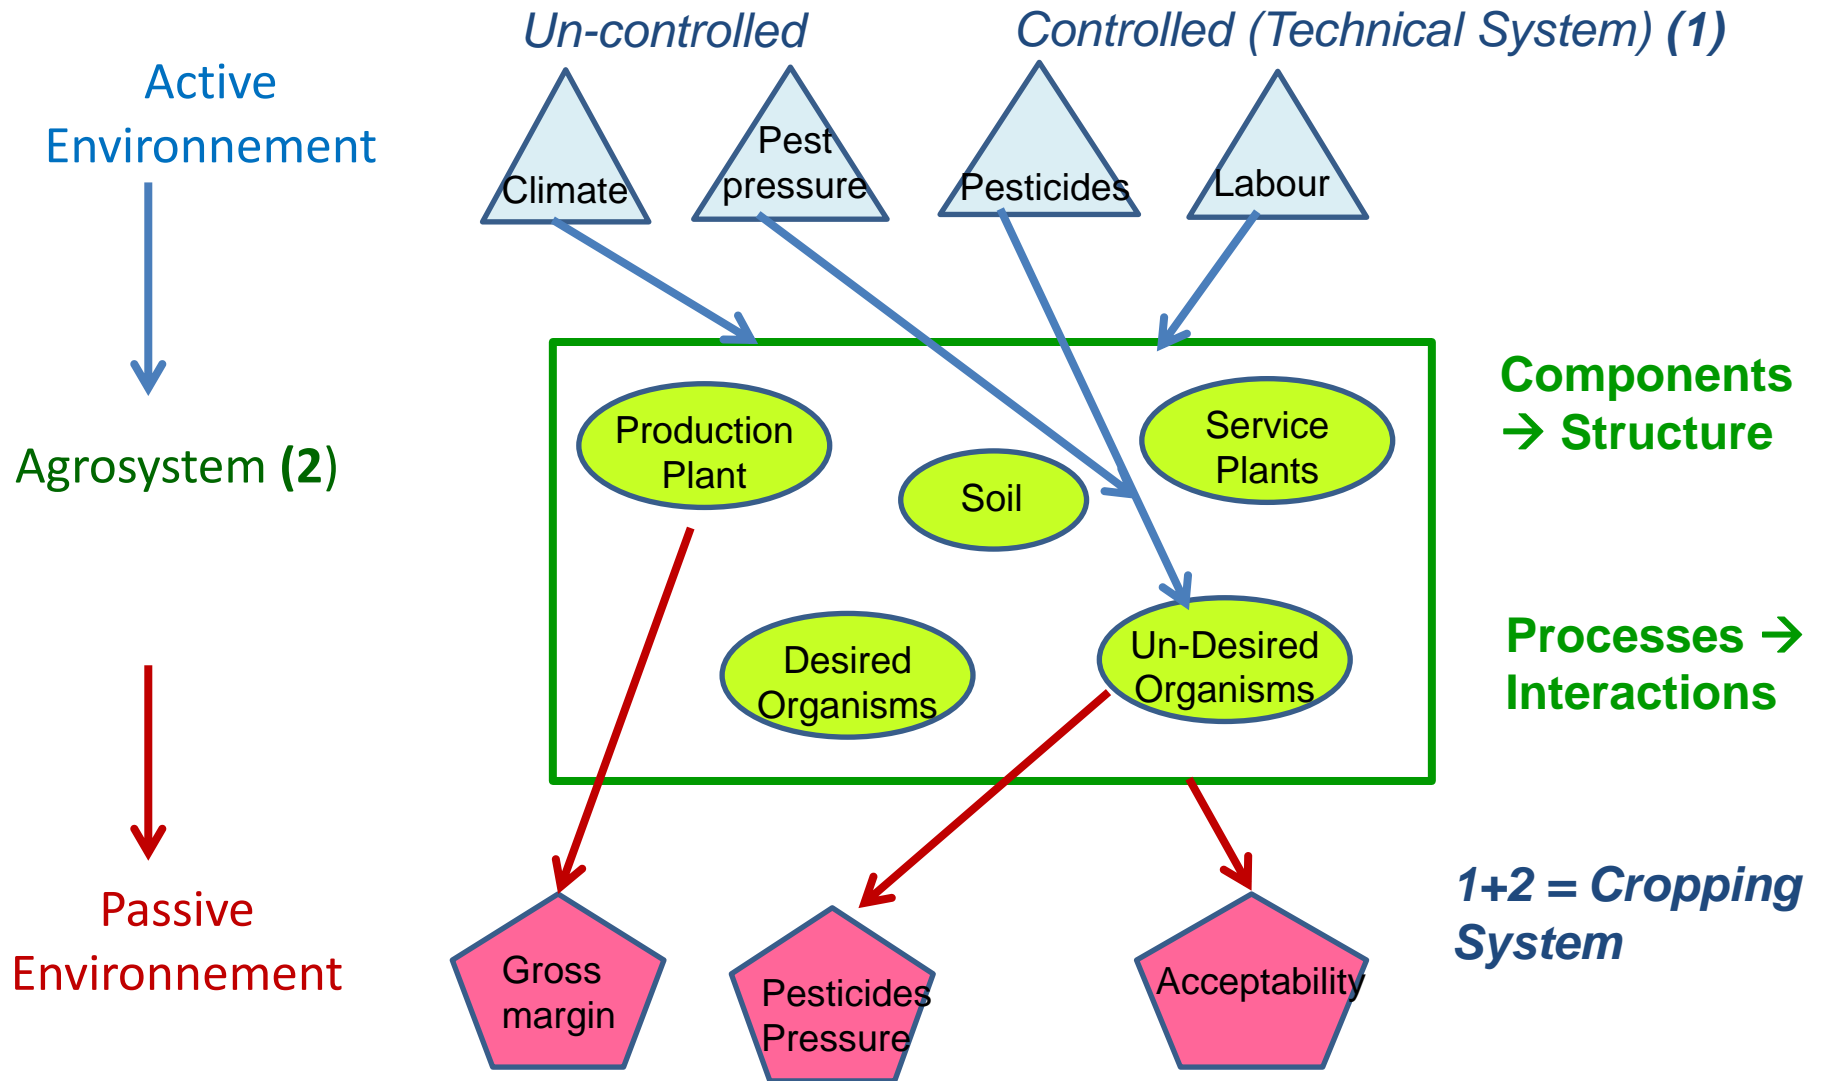 Un-controlled
Controlled (Technical System) (1)
Active
Environnement
Climate
Pest
pressure
Pesticides
Labour
Agrosystem (2)
Production
Plant
Soil
Service
Plants
Components
→ Structure
Desired
Organisms
Un-Desired
Organisms
Processes →
Interactions
Passive
Environnement
Gross
margin
Pesticides
Pressure
Acceptability
1+2 = Cropping
System